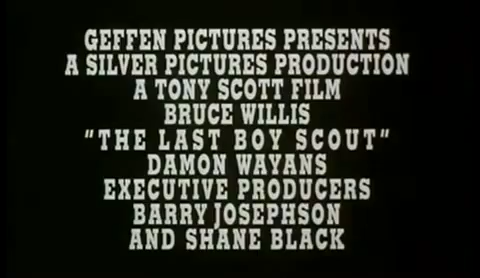 GEFFEN PICTURES PRESENTS
A SILVER PICTURES PRODUCTION
A TONY SCOTT FILM
BRUCE WILLIS
"THE LAST BOY SCOUT"
DAMON WAYANS
EXECUTIVE PRODUCERS
BARRY JOSEPHSON
AND SHANE BLACK